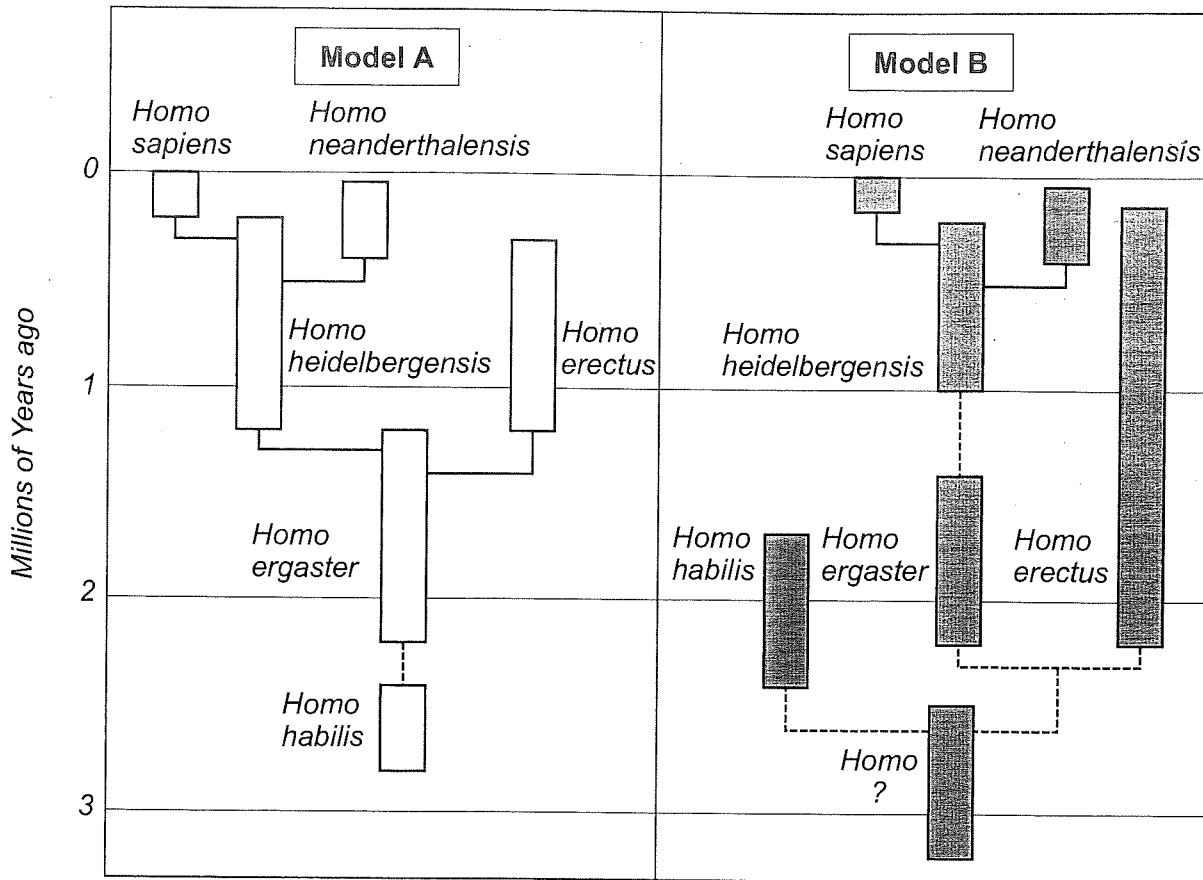 Model A
Homo
sapiens
Homo
neanderthalensis
Homo
heidelbergensis
Homo
erectus
Homo
ergaster
Homo
habilis
Model B
Homo
sapiens
Homo
neanderthalensis
Homo
heidelbergensis
Homo
habilis
Homo
ergaster
Homo
erectus
Homo
?
Millions of Years ago
0
1
2
3